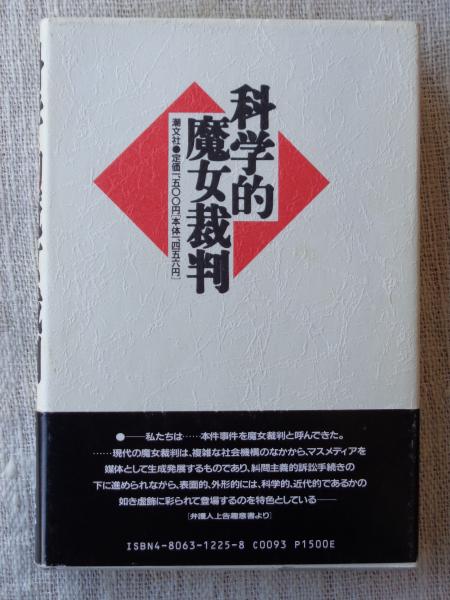 科学的
魔女裁判
潮文社●定価一、五〇〇円[本体一、四五六円]
●――私たちは……本件事件を魔女裁判と呼んできた。
……現代の魔女裁判は、複雑な社会機構のなかから、マスメディアを
媒体として生成発展するものであり、糾問主義的訴訟手続きの
下に進められながら、表面的、外形的には、科学的、近代的であるかの
如き虚飾に彩られて登場するのを特色としている――
[弁護人上告趣意書より]
ISBN4-8063-1225-8 C0093 P1500E